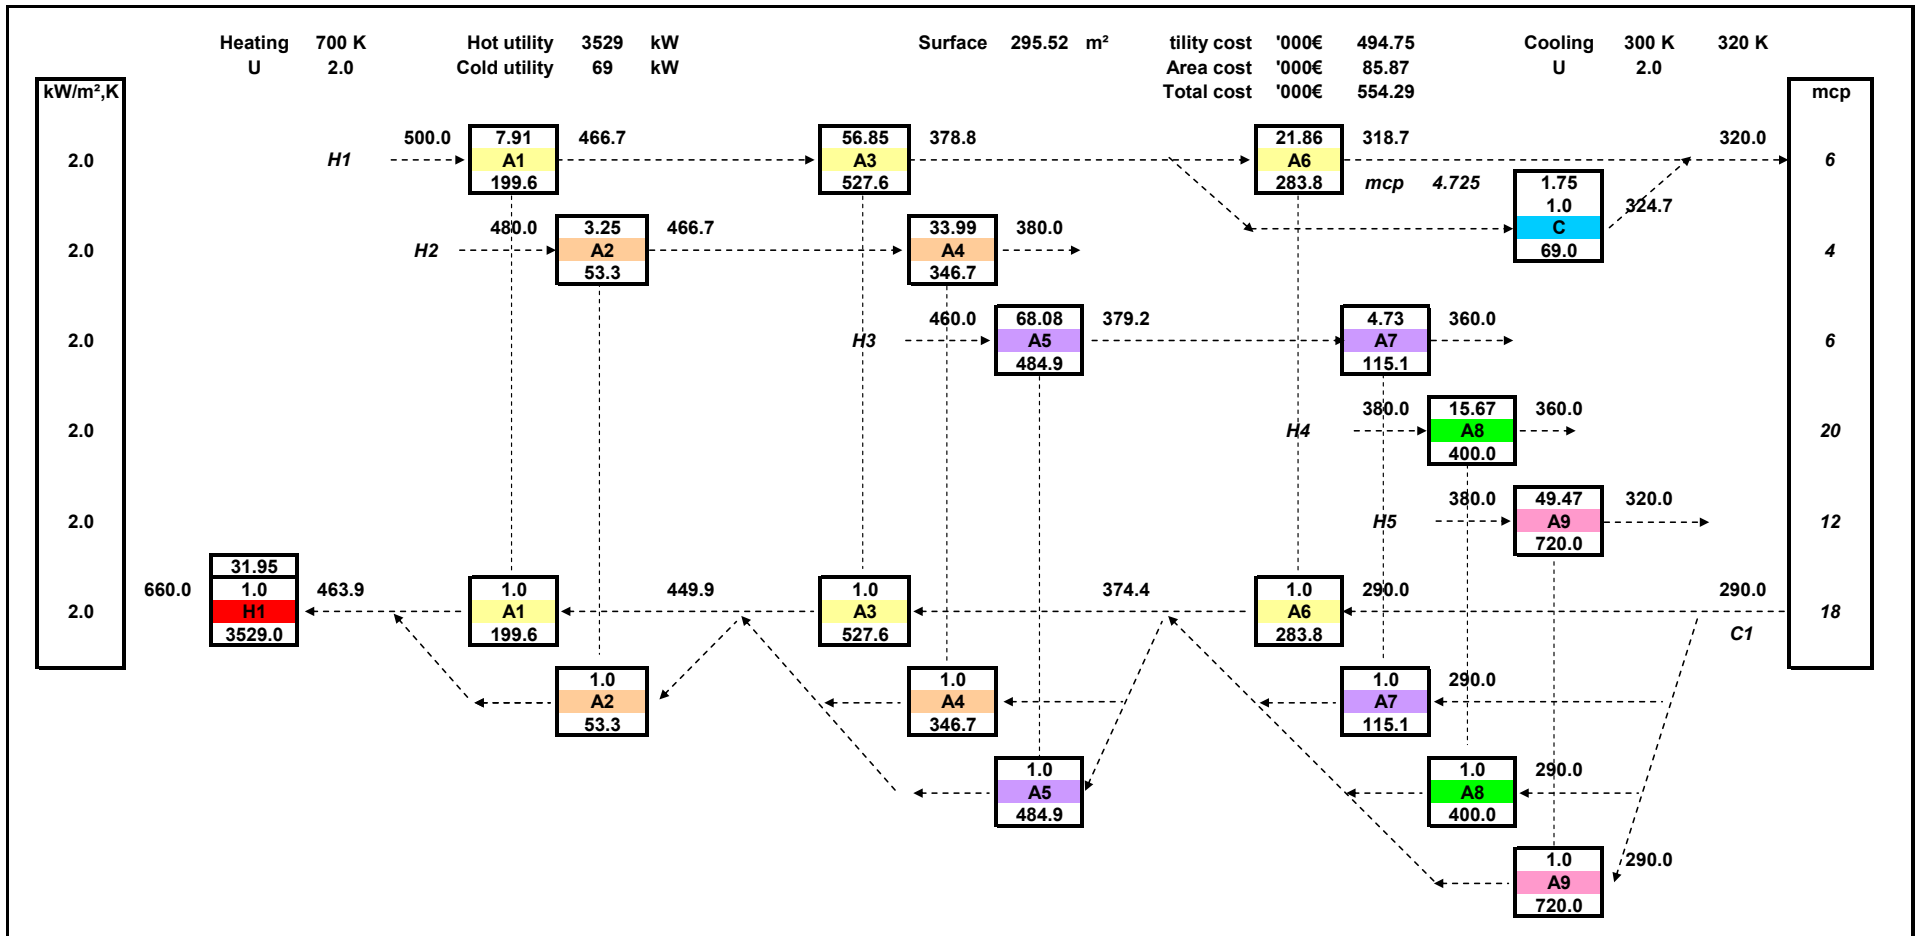 Heating 700 K Hot utility 3529 kW Surface 295.52 m² tility cost '000€ 494.75 Cooling 300 K 320 K
U 2.0 Cold utility 69 kW Area cost '000€ 85.87 U 2.0
kW/m²,K Total cost '000€ 554.29 mcp
500.0 7.91 466.7 56.85 378.8 21.86 318.7 320.0
2.0 H1 A1 A3 A6 6
199.6 527.6 283.8 mcp 4.725 1.75
1.0 324.7
480.0 3.25 466.7 33.99 380.0 C
2.0 H2 A2 A4 69.0 4
53.3 346.7
460.0 68.08 379.2 4.73 360.0
2.0 H3 A5 A7 6
484.9 115.1
380.0 15.67 360.0
2.0 H4 A8 20
400.0
380.0 49.47 320.0
2.0 H5 A9 12
720.0
31.95
660.0 1.0 463.9 1.0 449.9 1.0 374.4 1.0 290.0 290.0
2.0 H1 A1 A3 A6 18
3529.0 199.6 527.6 283.8 C1
1.0 1.0 1.0 290.0
A2 A4 A7
53.3 346.7 115.1
1.0 1.0 290.0
A5 A8
484.9 400.0
1.0 290.0
A9
720.0